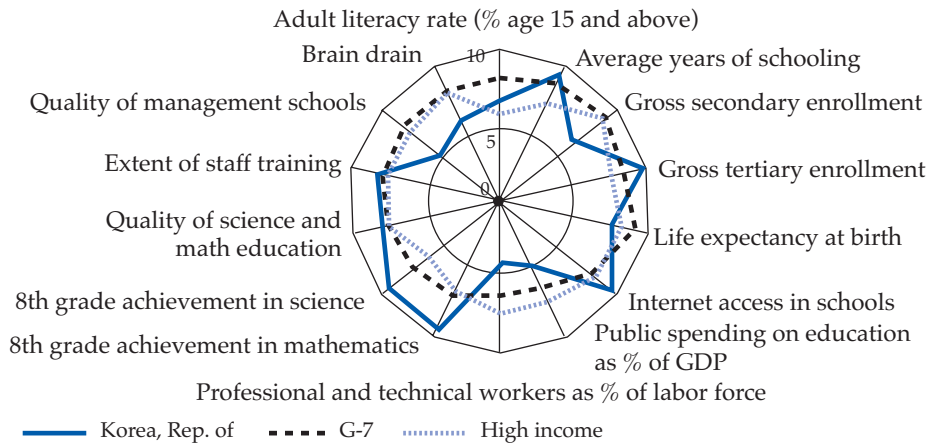 Adult literacy rate (% age 15 and above)
Brain drain
10
Average years of schooling
Quality of management schools
Gross secondary enrollment
5
Extent of staff training
Gross tertiary enrollment
0
Quality of science and
math education
Life expectancy at birth
8th grade achievement in science
Internet access in schools
8th grade achievement in mathematics
Public spending on education
as % of GDP
Professional and technical workers as % of labor force
Korea, Rep. of
G-7
High income